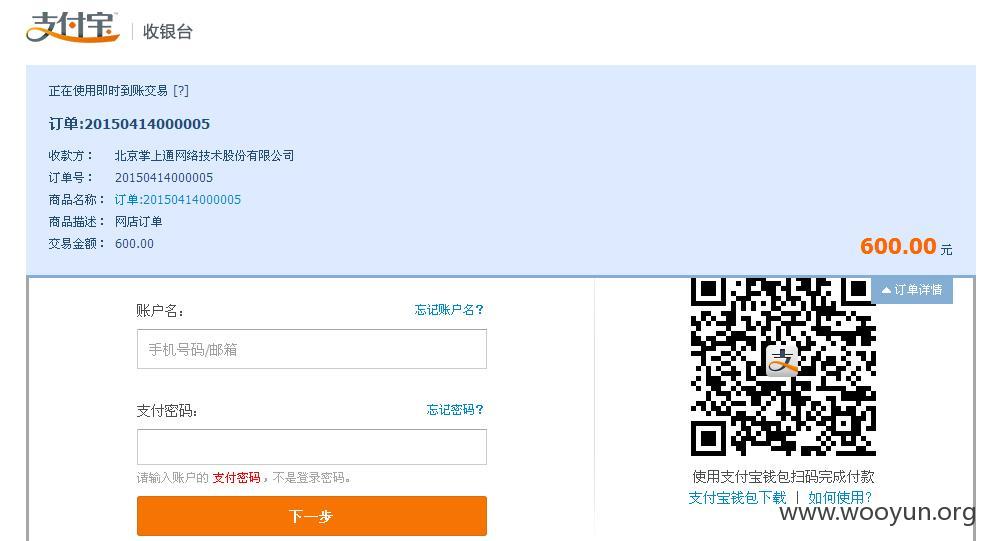 支付宝™ 收银台
正在使用即时到账交易 [?]
订单:20150414000005
收款方： 北京掌上通网络技术股份有限公司
订单号： 20150414000005
商品名称： 订单:20150414000005
商品描述： 网店订单
交易金额： 600.00
600.00 元
订单详情
账户名：
忘记账户名?
手机号码/邮箱
支付密码：
忘记密码?
请输入账户的 支付密码，不是登录密码。
下一步
支
使用支付宝钱包扫码完成付款
支付宝钱包下载 | 如何使用?
www.wooyun.org